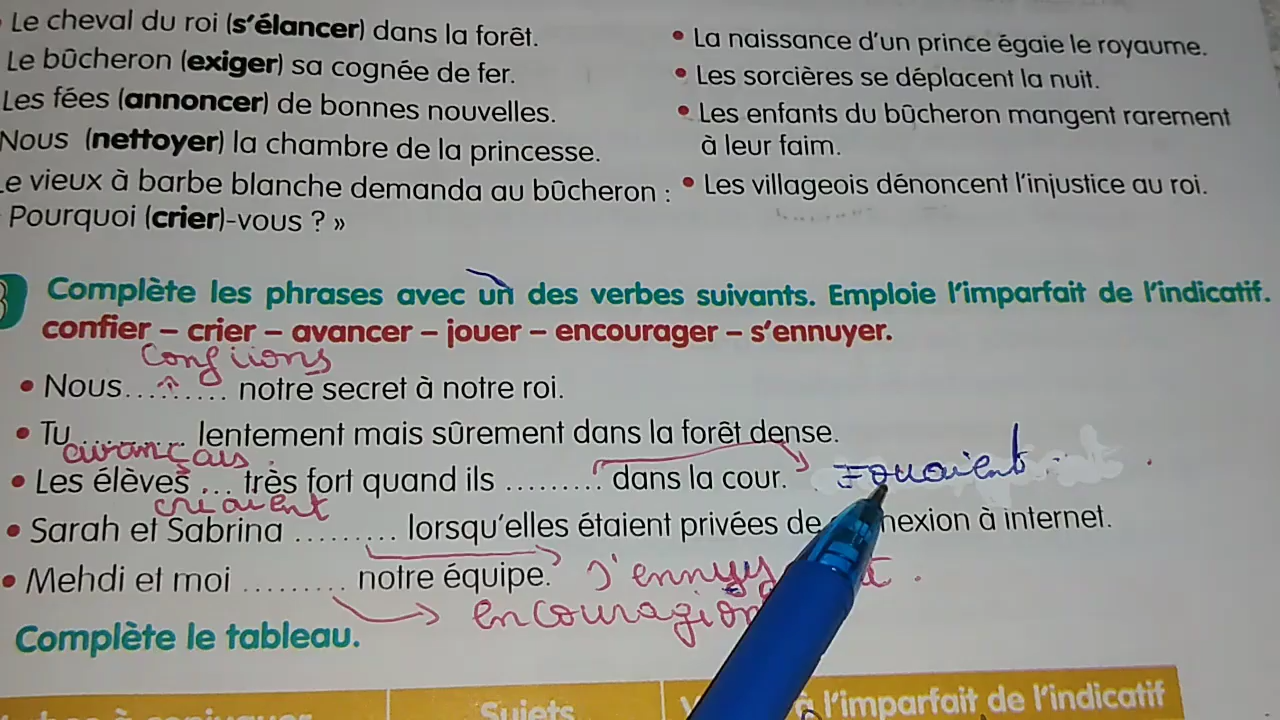 Le cheval du roi (s'élancer) dans la forêt.
Le bûcheron (exiger) sa cognée de fer.
Les fées (annoncer) de bonnes nouvelles.
Nous (nettoyer) la chambre de la princesse.
Le vieux à barbe blanche demanda au bûcheron :
Pourquoi (crier)-vous ? »
• La naissance d'un prince égaie le royaume.
• Les sorcières se déplacent la nuit.
• Les enfants du bûcheron mangent rarement
à leur faim.
• Les villageois dénoncent l'injustice au roi.
3 Complète les phrases avec un des verbes suivants. Emploie l'imparfait de l'indicatif.
confier – crier – avancer – jouer – encourager – s'ennuyer.
confiions
• Nous.......... notre secret à notre roi.
• Tu .......... lentement mais sûrement dans la forêt dense.
avançais
• Les élèves ... très fort quand ils ......... dans la cour. Jouaient
criaient
• Sarah et Sabrina ......... lorsqu'elles étaient privées de nexion à internet.
• Mehdi et moi ......... notre équipe. s'ennuy t.
encouragion
Complète le tableau.
Sujets
à l'imparfait de l'indicatif